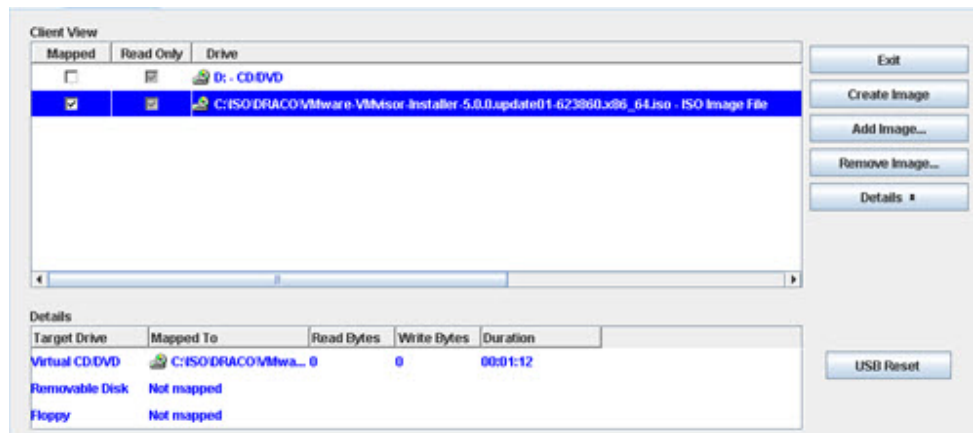 Client View
Mapped Read Only Drive
D: - CD/DVD
C:\ISO\DRACO\VMware-VMvisor-Installer-5.0.0.update01-623860.x86_64.iso - ISO Image File
Exit
Create Image
Add Image...
Remove Image...
Details
Details
Target Drive Mapped To Read Bytes Write Bytes Duration
Virtual CD/DVD C:\ISO\DRACO\VMwa... 0 0 00:01:12
Removable Disk Not mapped
Floppy Not mapped
USB Reset